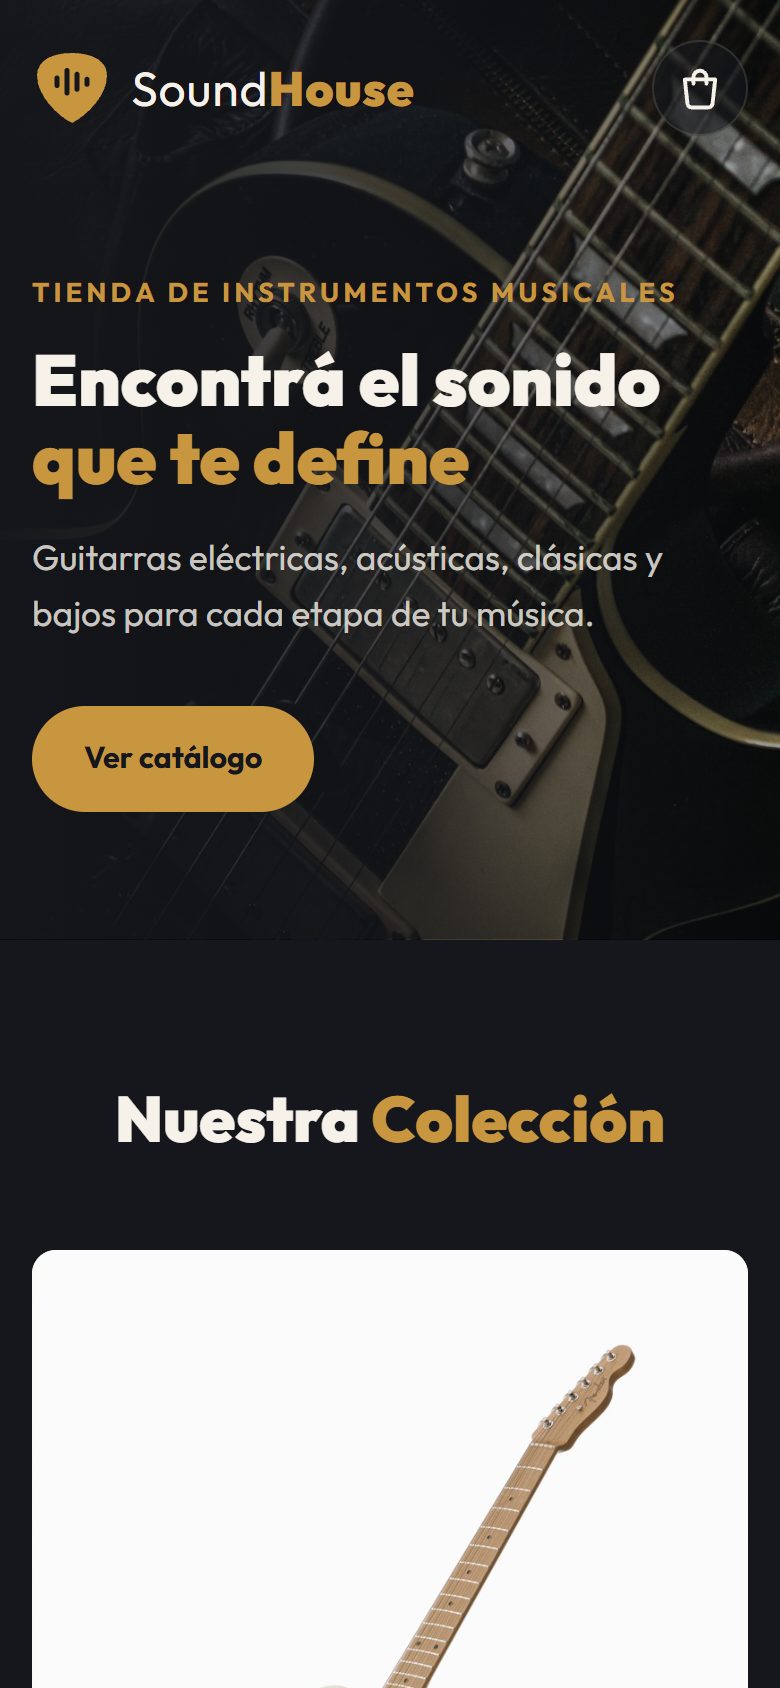 SoundHouse
TIENDA DE INSTRUMENTOS MUSICALES
Encontrá el sonido
que te define
Guitarras eléctricas, acústicas, clásicas y
bajos para cada etapa de tu música.
Ver catálogo
Nuestra Colección
Fender